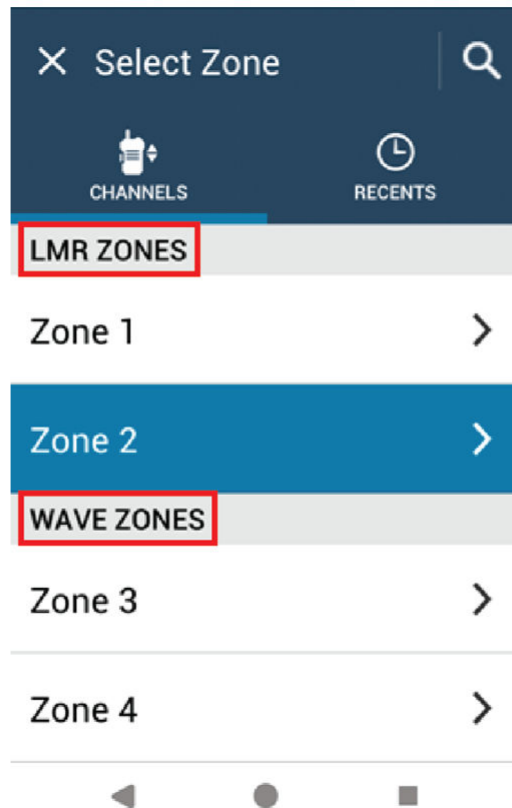 Select Zone
CHANNELS
RECENTS
LMR ZONES
Zone 1
Zone 2
WAVE ZONES
Zone 3
Zone 4